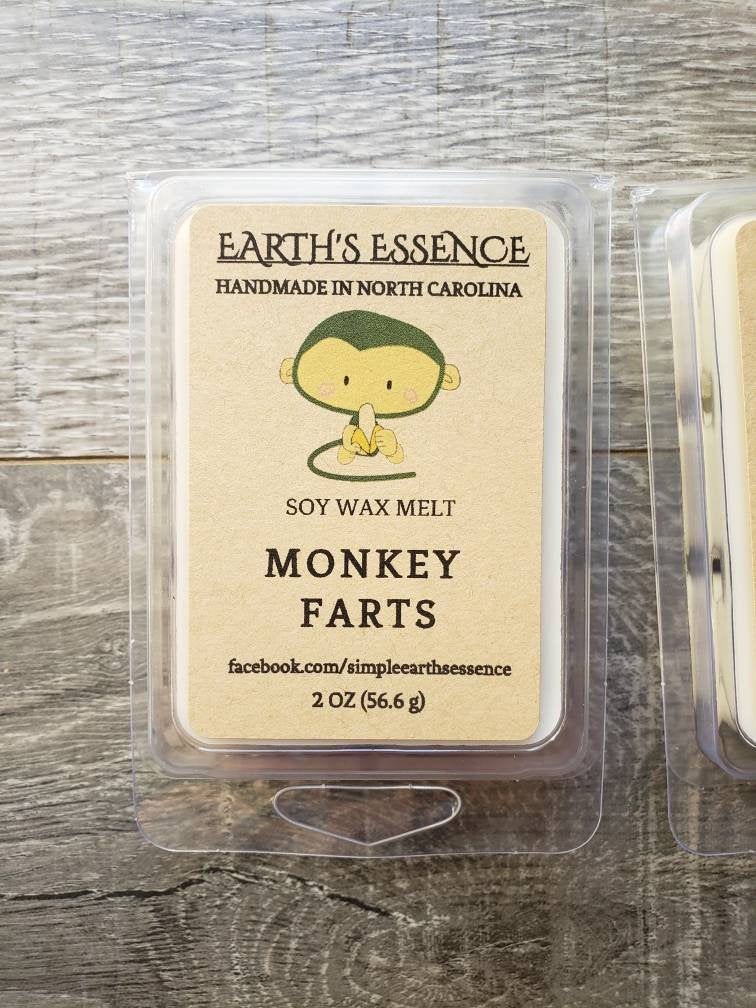 EARTH'S ESSENCE
HANDMADE IN NORTH CAROLINA
SOY WAX MELT
MONKEY
FARTS
facebook.com/simpleearthsessence
2 OZ (56.6 g)